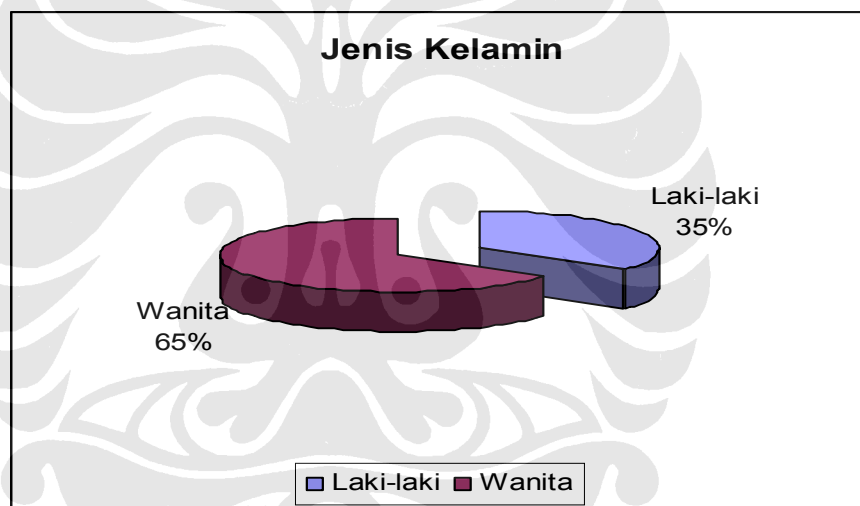 Jenis Kelamin
Laki-laki
35%
Wanita
65%
Laki-laki Wanita